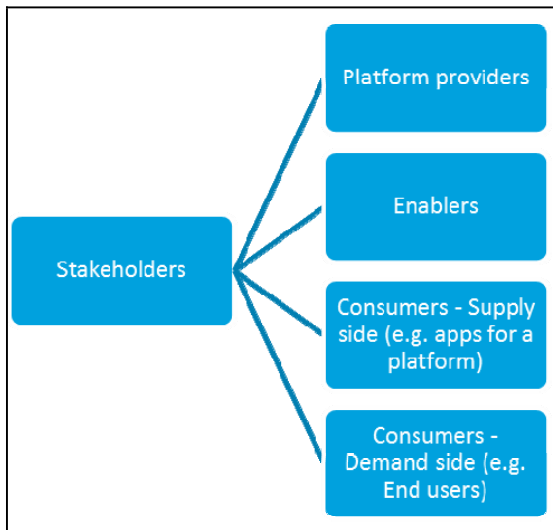 Platform providers
Enablers
Stakeholders
Consumers - Supply
side (e.g. apps for a
platform)
Consumers -
Demand side (e.g.
End users)